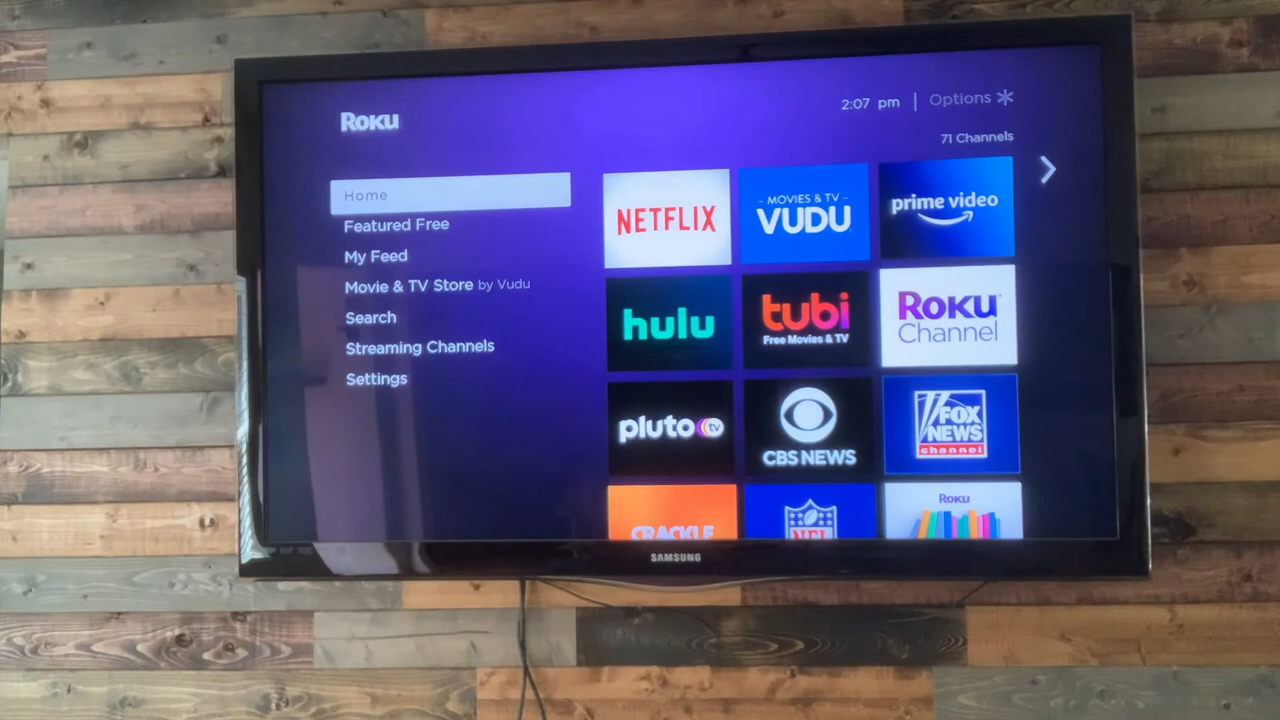 Roku
2:07 pm | Options
71 Channels
Home
Featured Free
My Feed
Movie & TV Store by Vudu
Search
Streaming Channels
Settings
NETFLIX
- MOVIES & TV -
VUDU
prime video
hulu
tubi
Free Movies & TV
Roku
Channel
pluto tv
CBS NEWS
FOX
NEWS
channel
CRACKLE
NFL
Roku
SAMSUNG